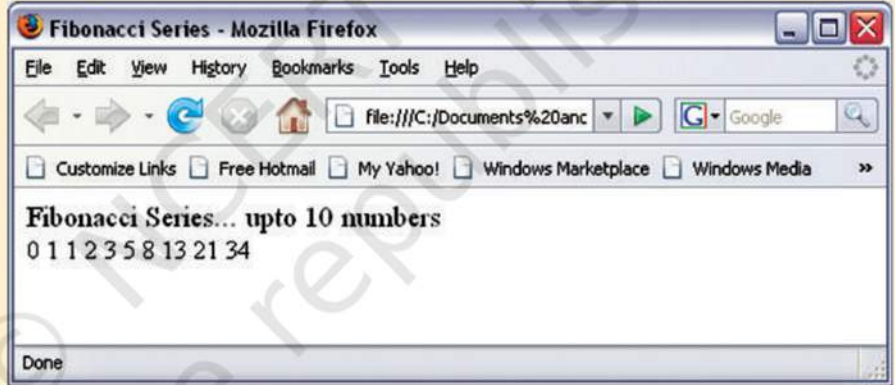 Fibonacci Series - Mozilla Firefox
File Edit View History Bookmarks Tools Help
file:///C:/Documents%20anc G Google
Customize Links Free Hotmail My Yahoo! Windows Marketplace Windows Media »
Fibonacci Series... upto 10 numbers
0 1 1 2 3 5 8 13 21 34
Done
© NCERT
republis